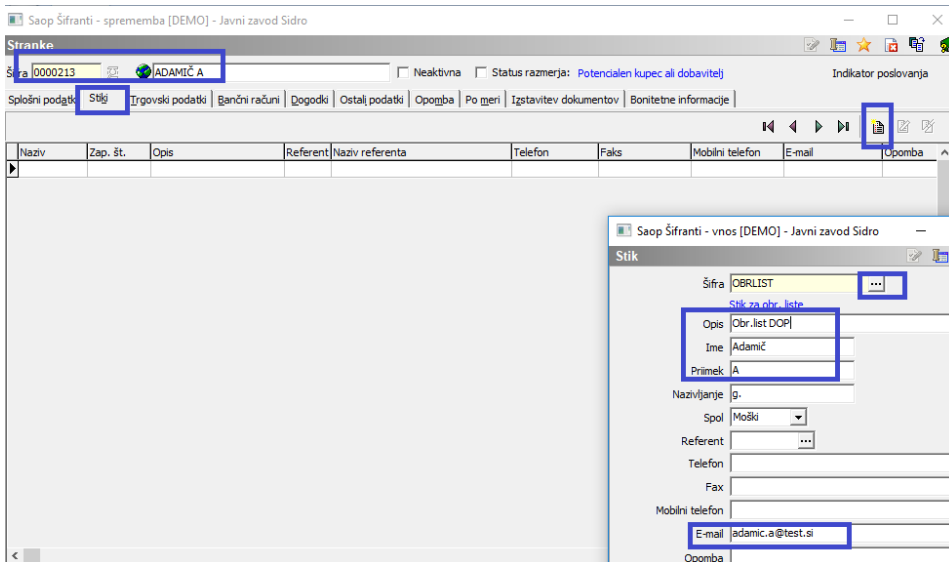 Saop Šifranti - sprememba [DEMO] - Javni zavod Sidro
Stranke
Šifra 0000213 ADAMIČ A Neaktivna Status razmerja: Potencialen kupec ali dobavitelj Indikator poslovanja
Splošni podatki Stiki Trgovski podatki Bančni računi Dogodki Ostali podatki Opomba Po meri Izstavitev dokumentov Bonitetne informacije
Naziv Zap. št. Opis Referent Naziv referenta Telefon Faks Mobilni telefon E-mail Opomba
Saop Šifranti - vnos [DEMO] - Javni zavod Sidro
Stik
Šifra OBRLIST ...
Stik za obr. liste
Opis Obr.list DOP
Ime Adamič
Priimek A
Nazivljanje g.
Spol Moški
Referent ...
Telefon
Fax
Mobilni telefon
E-mail adamic.a@test.si
Opomba